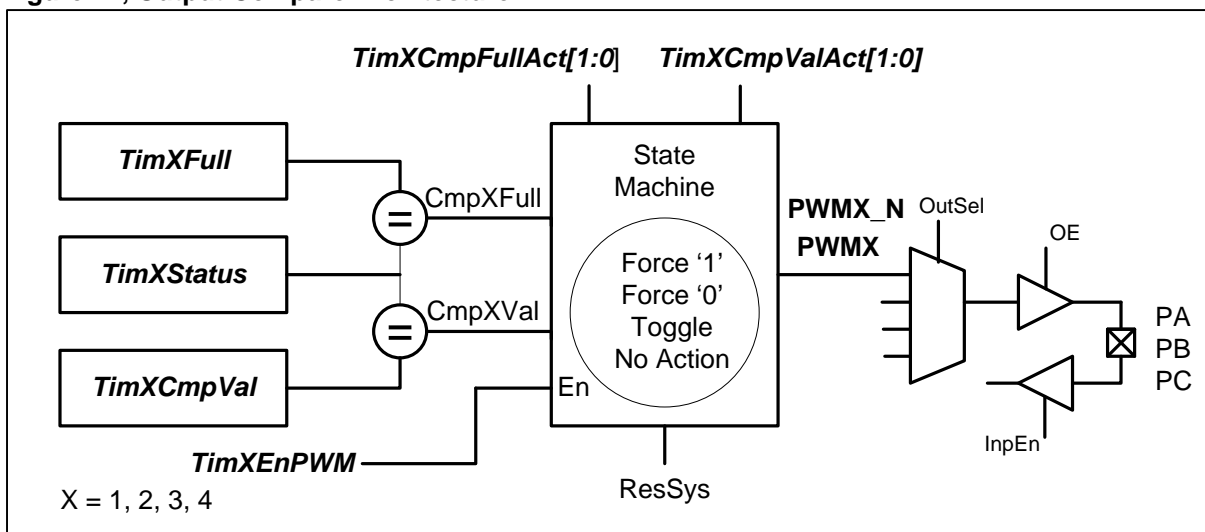 TimXCmpFullAct[1:0] TimXCmpValAct[1:0]
TimXFull
TimXStatus
TimXCmpVal
=
=
CmpXFull
CmpXVal
En
TimXEnPWM
State
Machine
Force ‘1’
Force ‘0’
Toggle
No Action
ResSys
PWMX_N
PWMX
OutSel
OE
InpEn
PA
PB
PC
X = 1, 2, 3, 4